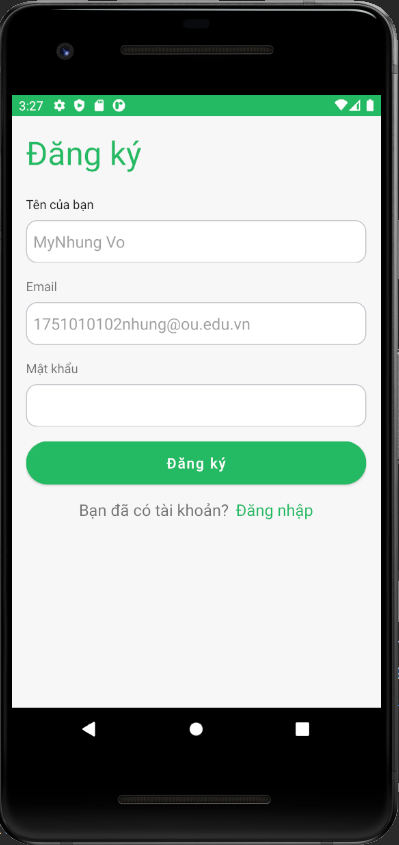 3:27
Đăng ký
Tên của bạn
MyNhung Vo
Email
1751010102nhung@ou.edu.vn
Mật khẩu
Đăng ký
Bạn đã có tài khoản? Đăng nhập